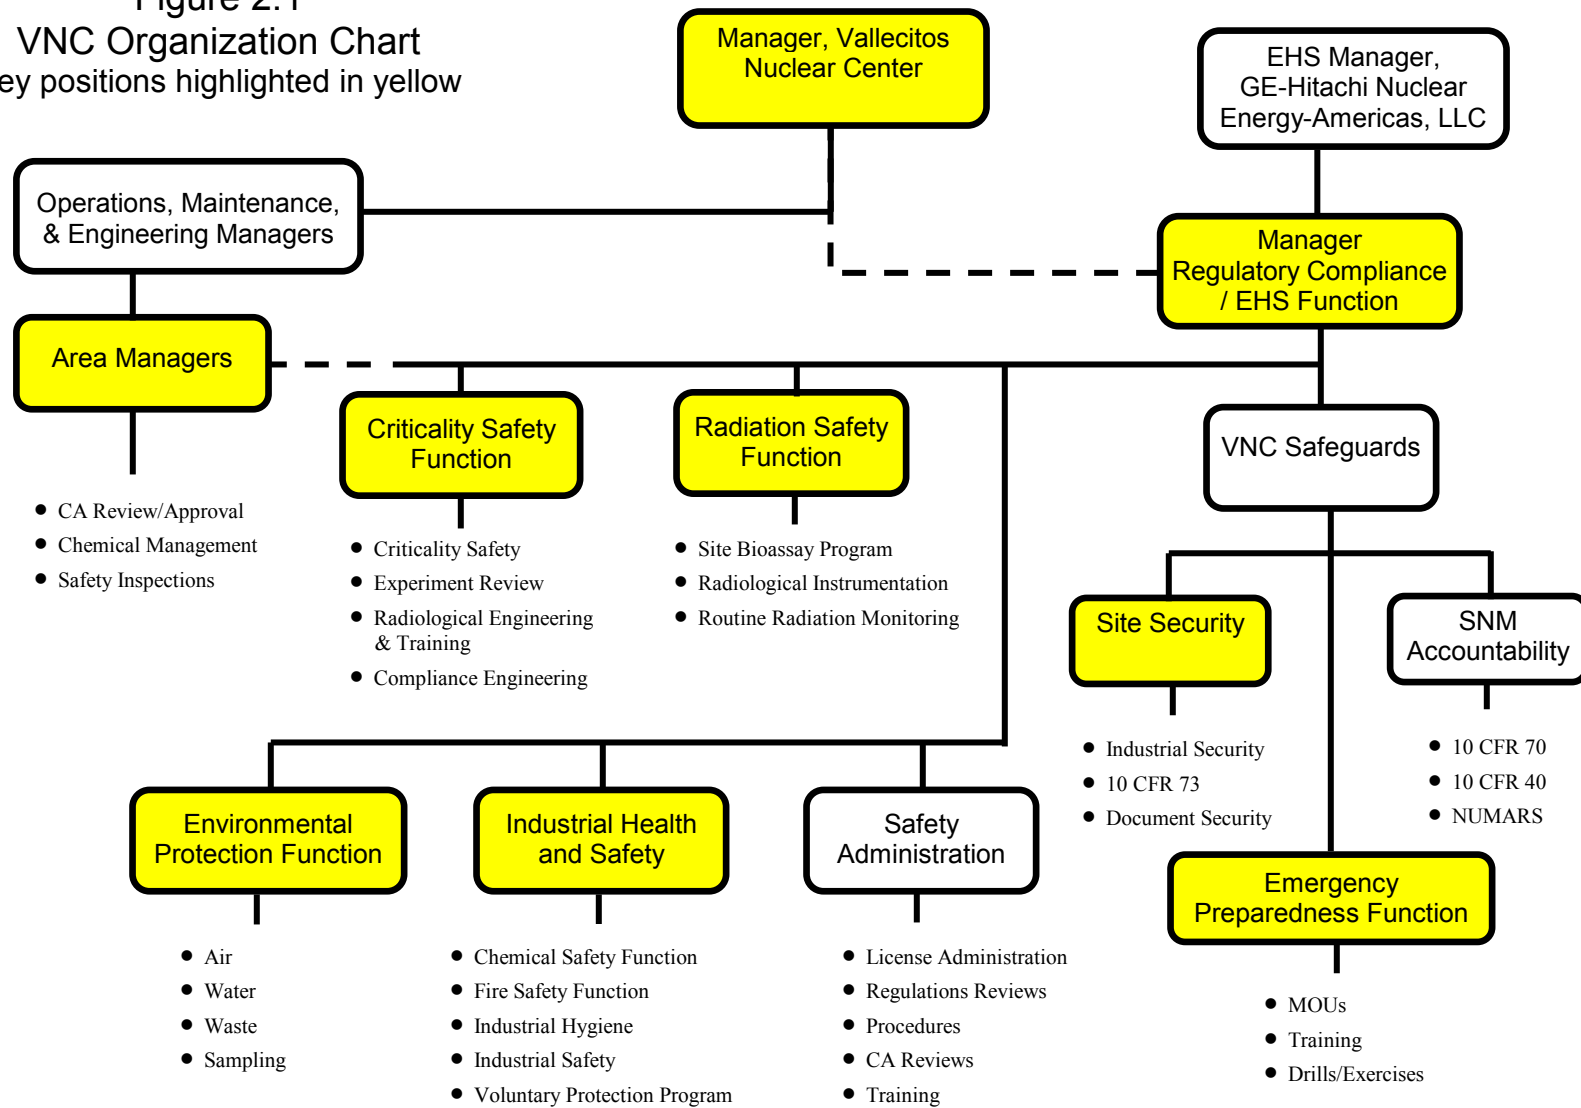 VNC Organization Chart
positions highlighted in yellow
Manager, Vallecitos
Nuclear Center
EHS Manager,
GE-Hitachi Nuclear
Energy-Americas, LLC
Operations, Maintenance,
& Engineering Managers
Manager
Regulatory Compliance
/ EHS Function
Area Managers
Criticality Safety
Function
Radiation Safety
Function
VNC Safeguards
• CA Review/Approval
• Chemical Management
• Safety Inspections
• Criticality Safety
• Experiment Review
• Radiological Engineering
& Training
• Compliance Engineering
• Site Bioassay Program
• Radiological Instrumentation
• Routine Radiation Monitoring
Site Security
SNM
Accountability
• Industrial Security
• 10 CFR 73
• Document Security
• 10 CFR 70
• 10 CFR 40
• NUMARS
Environmental
Protection Function
Industrial Health
and Safety
Safety
Administration
Emergency
Preparedness Function
• Air
• Water
• Waste
• Sampling
• Chemical Safety Function
• Fire Safety Function
• Industrial Hygiene
• Industrial Safety
• Voluntary Protection Program
• License Administration
• Regulations Reviews
• Procedures
• CA Reviews
• Training
• MOUs
• Training
• Drills/Exercises